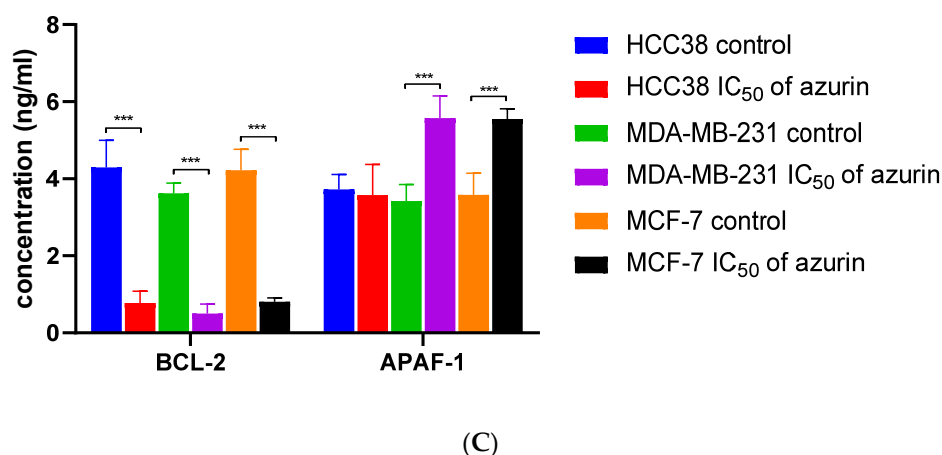 8
6
4
2
0
concentration (ng/ml)
***
***
***
***
***
BCL-2
APAF-1
HCC38 control
HCC38 IC50 of azurin
MDA-MB-231 control
MDA-MB-231 IC50 of azurin
MCF-7 control
MCF-7 IC50 of azurin
(C)